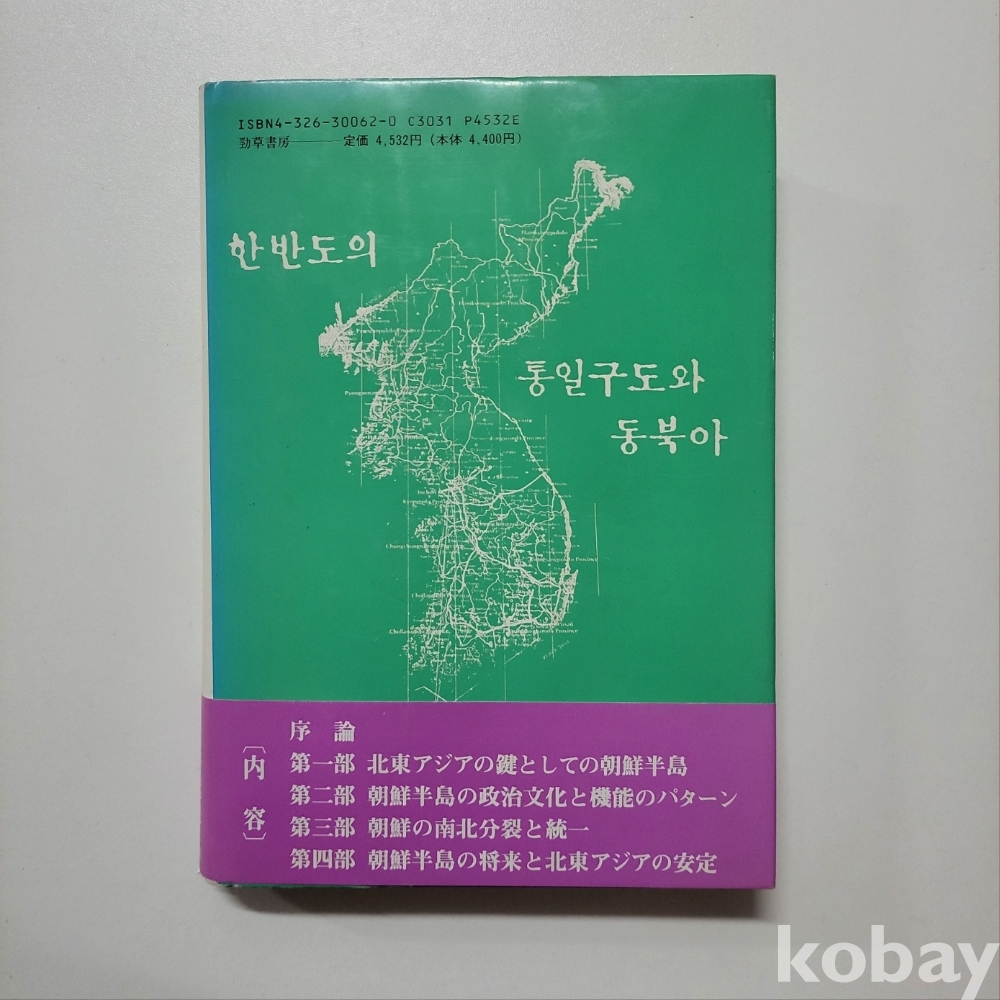 ISBN4-326-30062-0 C3031 P4532E
勁草書房――― 定価 4,532円 (本体 4,400円)
한반도의
통일구도와
동북아
〔内容〕
序 論
第一部 北東アジアの鍵としての朝鮮半島
第二部 朝鮮半島の政治文化と機能のパターン
第三部 朝鮮の南北分裂と統一
第四部 朝鮮半島の将来と北東アジアの安定
kobay